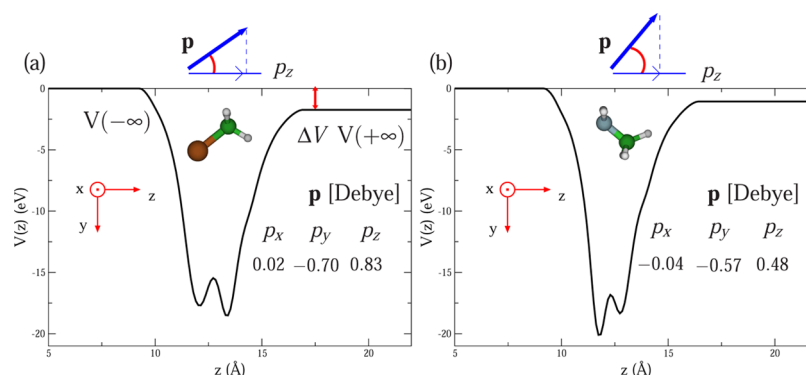 (a)
p
p_z
V(z) (eV)
0
-5
-10
-15
-20
V(−∞)
ΔV V(+∞)
x
z
y
p [Debye]
p_x p_y p_z
0.02 −0.70 0.83
5 10 15 20
z (Å)
(b)
p
p_z
V(z) (eV)
0
-5
-10
-15
-20
x
z
y
p [Debye]
p_x p_y p_z
−0.04 −0.57 0.48
5 10 15 20
z (Å)